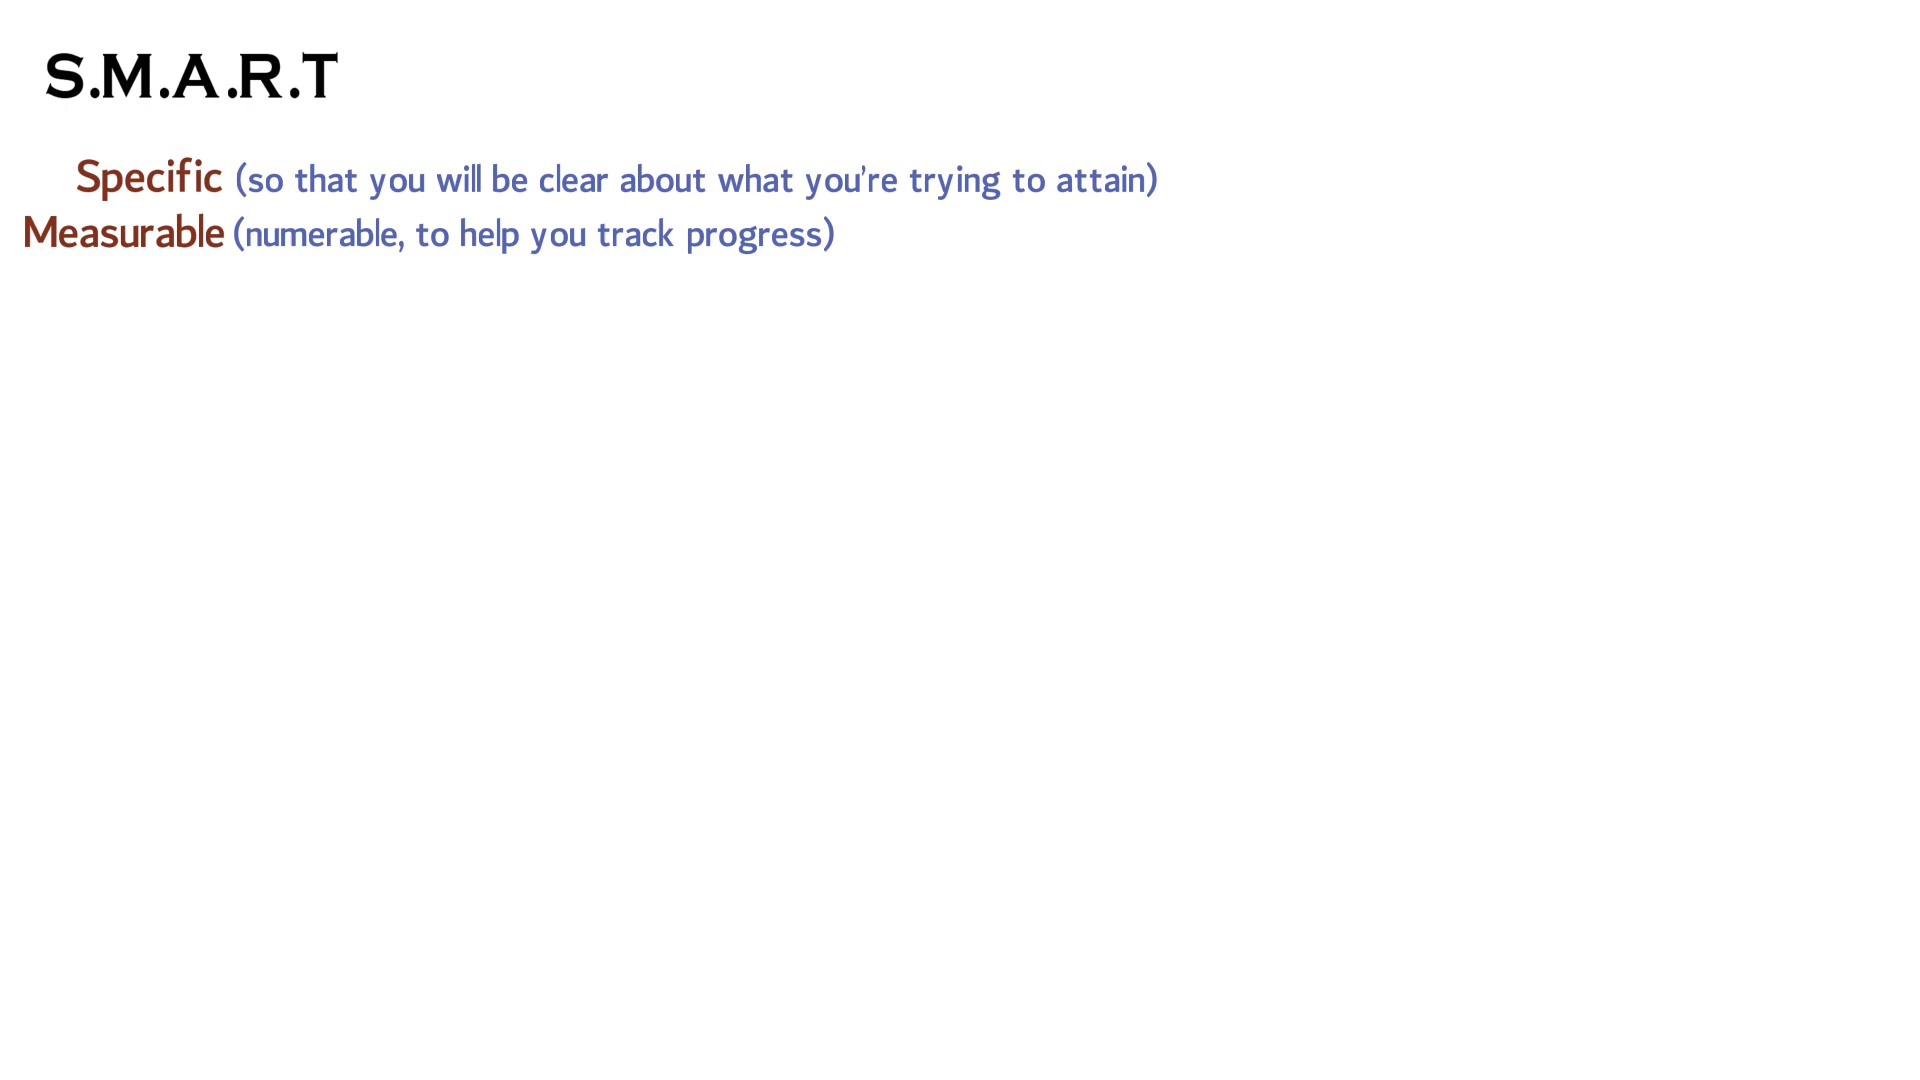 S.M.A.R.T
Specific (so that you will be clear about what you're trying to attain)
Measurable (numerable, to help you track progress)